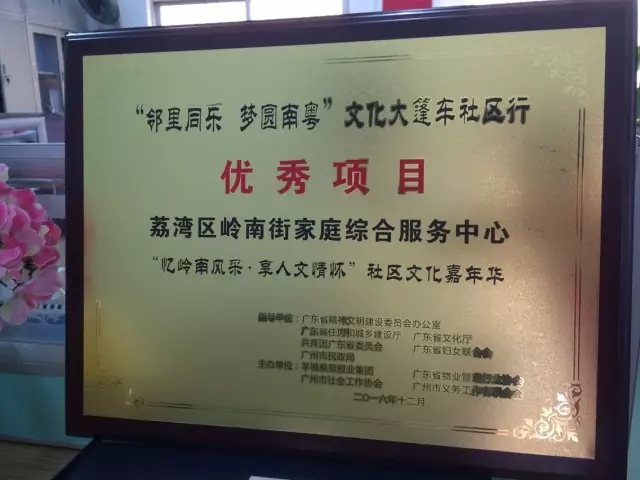 “邻里同乐 梦圆南粤”文化大篷车社区行
优秀项目
荔湾区岭南街家庭综合服务中心
“忆岭南风采·享人文情怀”社区文化嘉年华
指导单位：广东省精神文明建设委员会办公室
广东省住房和城乡建设厅 广东省文化厅
共青团广东省委员会 广东省妇女联合会
广州市民政局
主办单位：羊城晚报报业集团 广东省物业管理行业协会
广州市社会工作协会 广州市义务工作者联合会
二〇一六年十二月